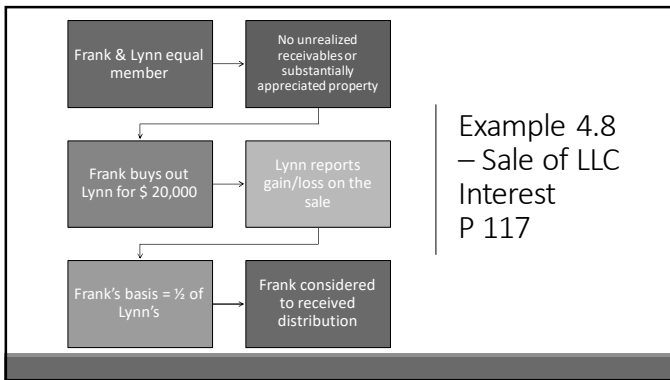 Frank & Lynn equal
member
No unrealized
receivables or
substantially
appreciated property
Frank buys out
Lynn for $ 20,000
Lynn reports
gain/loss on the
sale
Frank’s basis = ½ of
Lynn’s
Frank considered
to received
distribution
Example 4.8
– Sale of LLC
Interest
P 117